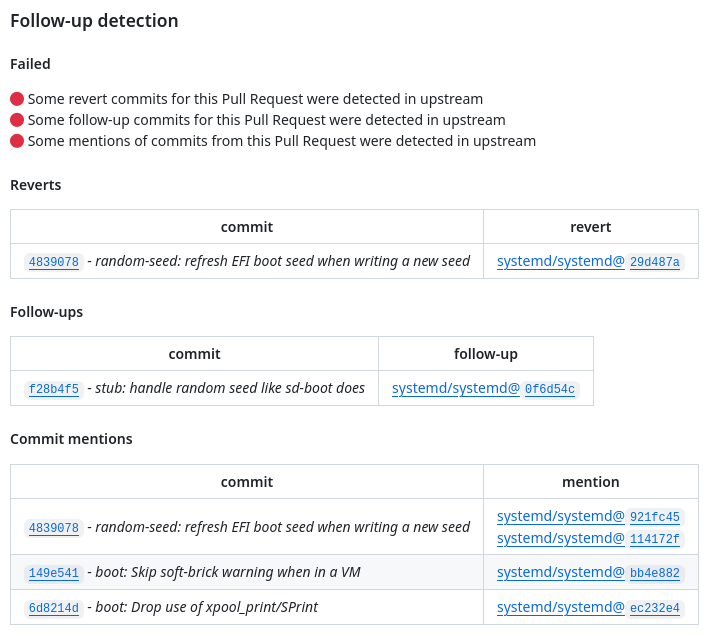 Follow-up detection
Failed
Some revert commits for this Pull Request were detected in upstream
Some follow-up commits for this Pull Request were detected in upstream
Some mentions of commits from this Pull Request were detected in upstream
Reverts
commit revert
4839078 - random-seed: refresh EFI boot seed when writing a new seed systemd/systemd@ 29d487a
Follow-ups
commit follow-up
f28b4f5 - stub: handle random seed like sd-boot does systemd/systemd@ 0f6d54c
Commit mentions
commit mention
4839078 - random-seed: refresh EFI boot seed when writing a new seed systemd/systemd@ 921fc45
systemd/systemd@ 114172f
149e541 - boot: Skip soft-brick warning when in a VM systemd/systemd@ bb4e882
6d8214d - boot: Drop use of xpool_print/SPrint systemd/systemd@ ec232e4